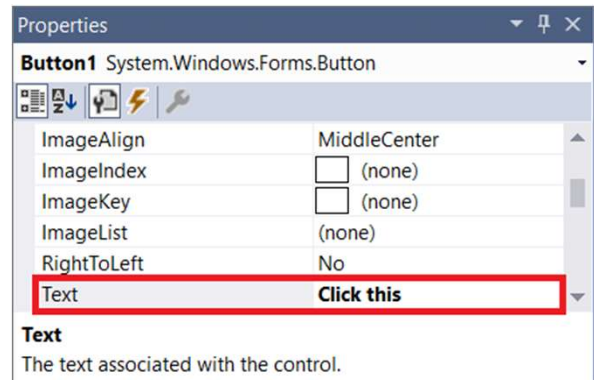 Properties
Button1 System.Windows.Forms.Button
ImageAlign MiddleCenter
ImageIndex (none)
ImageKey (none)
ImageList (none)
RightToLeft No
Text Click this
Text
The text associated with the control.